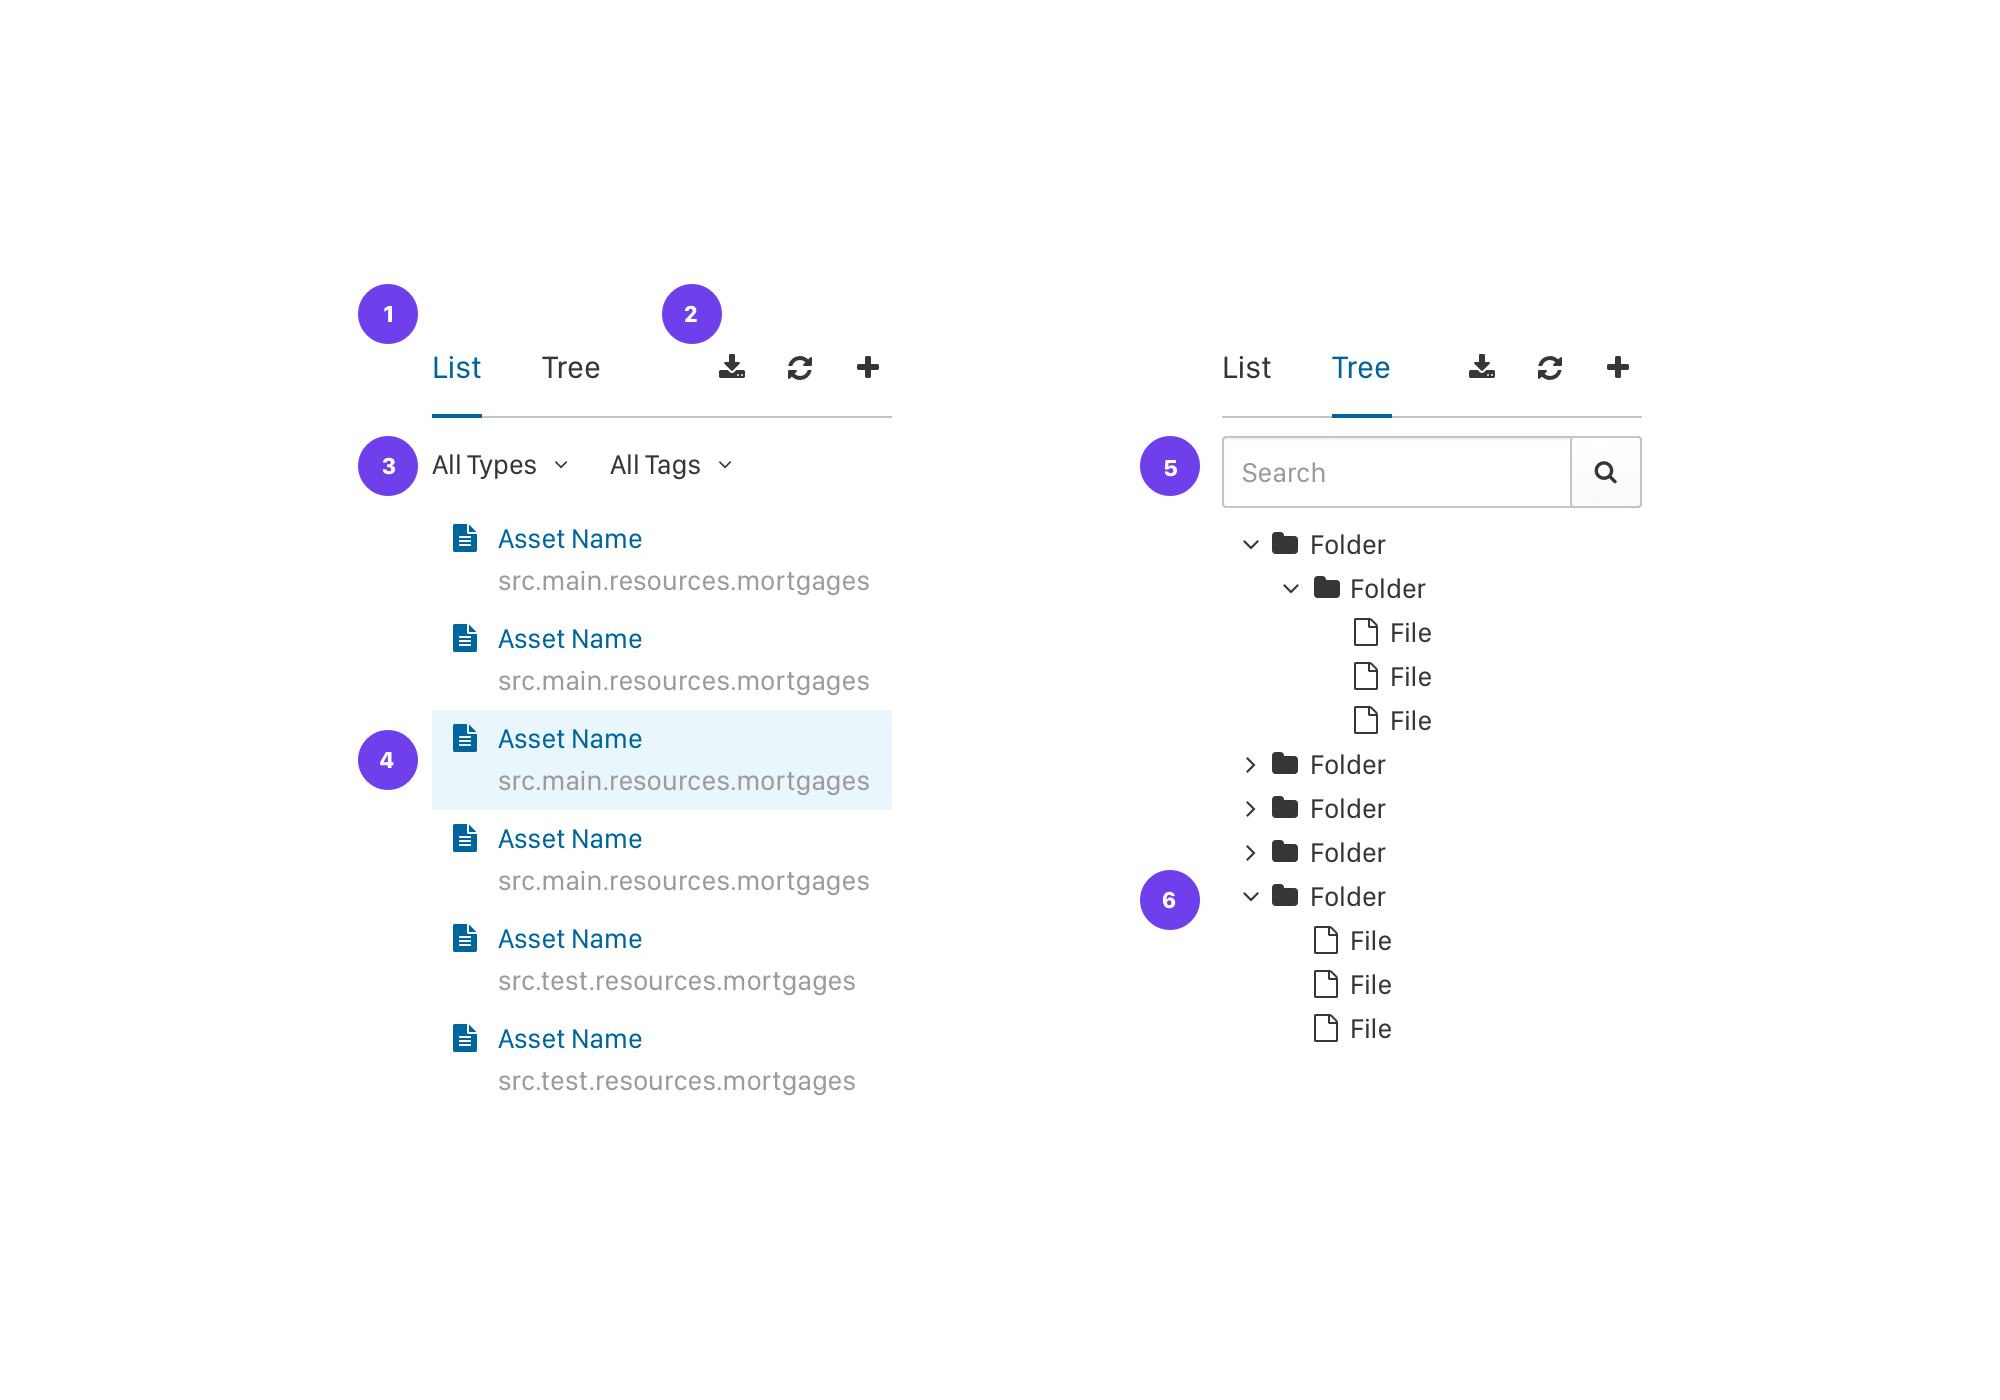 1
2
List Tree
3
All Types All Tags
Asset Name
src.main.resources.mortgages
Asset Name
src.main.resources.mortgages
4
Asset Name
src.main.resources.mortgages
Asset Name
src.main.resources.mortgages
Asset Name
src.test.resources.mortgages
Asset Name
src.test.resources.mortgages
List Tree
5
Search
Folder
Folder
File
File
File
Folder
Folder
Folder
6
Folder
File
File
File